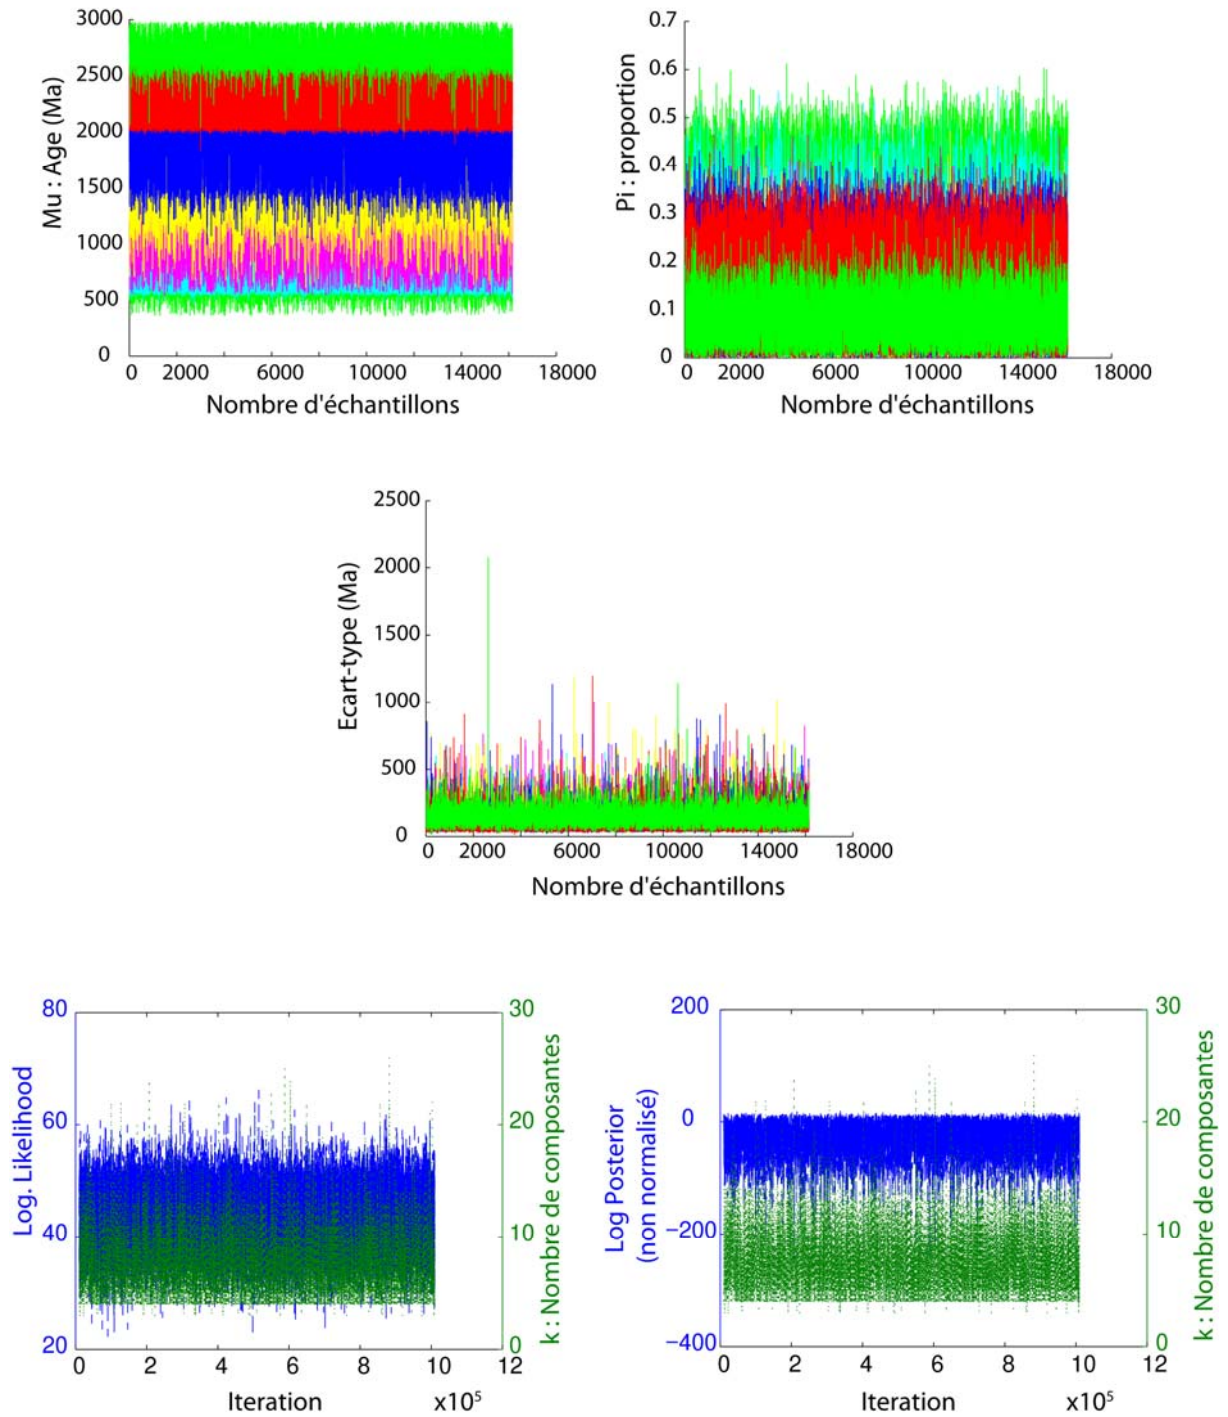 3000
2500
2000
1500
1000
500
0
Mu : Age (Ma)
0 2000 6000 10000 14000 18000
Nombre d'échantillons
0.7
0.6
0.5
0.4
0.3
0.2
0.1
0
Pi : proportion
0 2000 6000 10000 14000 18000
Nombre d'échantillons
2500
2000
1500
1000
500
0
Ecart-type (Ma)
0 2000 6000 10000 14000 18000
Nombre d'échantillons
80
60
40
20
Log. Likelihood
30
20
10
0
k : Nombre de composantes
0 2 4 6 8 10 12
Iteration x10⁵
200
0
−200
−400
Log Posterior
(non normalisé)
30
20
10
0
k : Nombre de composantes
0 2 4 6 8 10 12
Iteration x10⁵